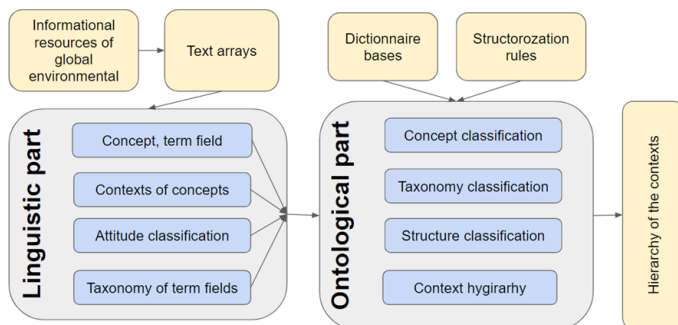 Informational
resources of
global
environmental
Text arrays
Dictionnaire
bases
Structorozation
rules
Linguistic part
Concept, term field
Contexts of concepts
Attitude classification
Taxonomy of term fields
Ontological part
Concept classification
Taxonomy classification
Structure classification
Context hygirarhy
Hierarchy of the contexts